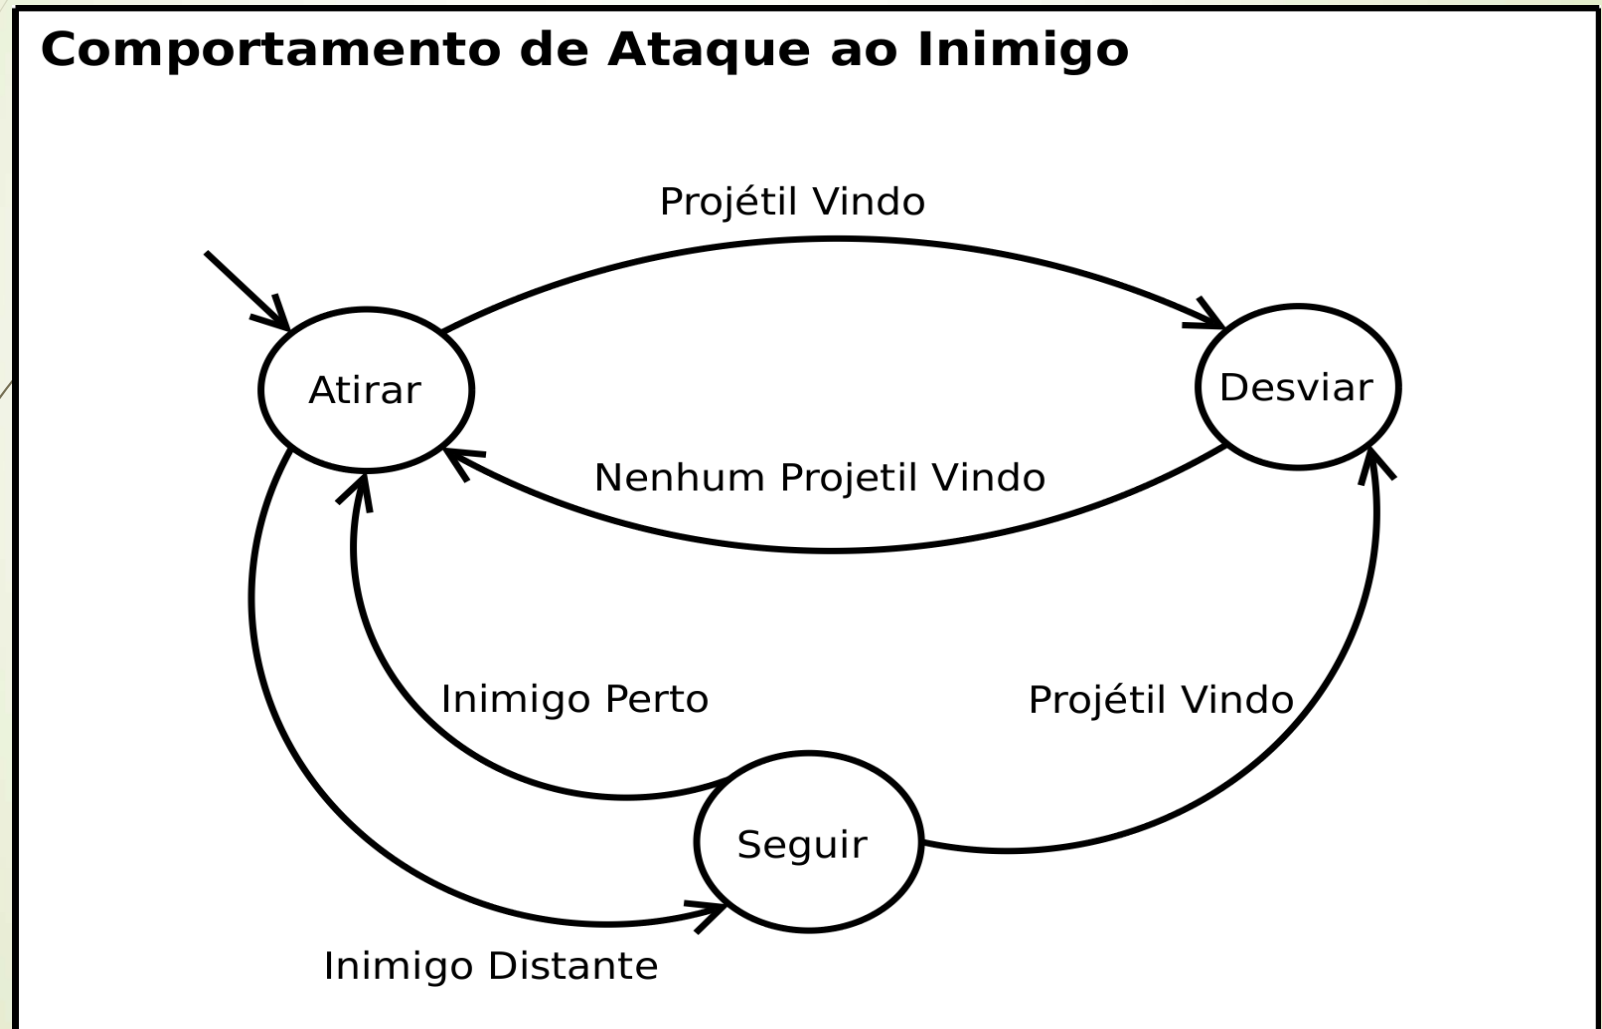 Comportamento de Ataque ao Inimigo
Projétil Vindo
Atirar
Desviar
Nenhum Projetil Vindo
Inimigo Perto
Projétil Vindo
Seguir
Inimigo Distante